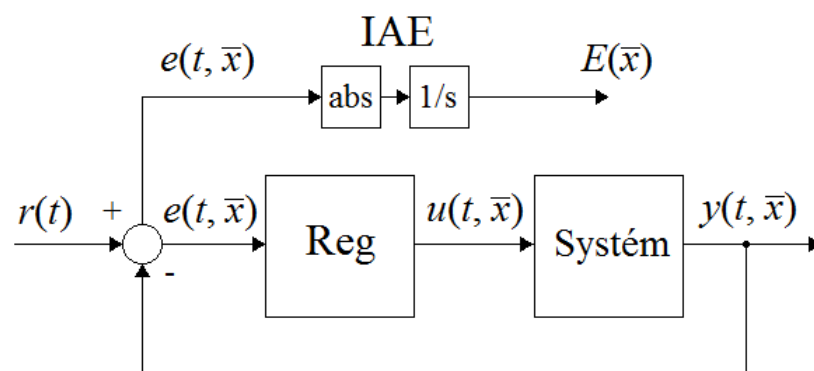 IAE
e(t, x̅)
E(x̅)
abs
1/s
r(t)
+
e(t, x̅)
Reg
u(t, x̅)
Systém
y(t, x̅)
-